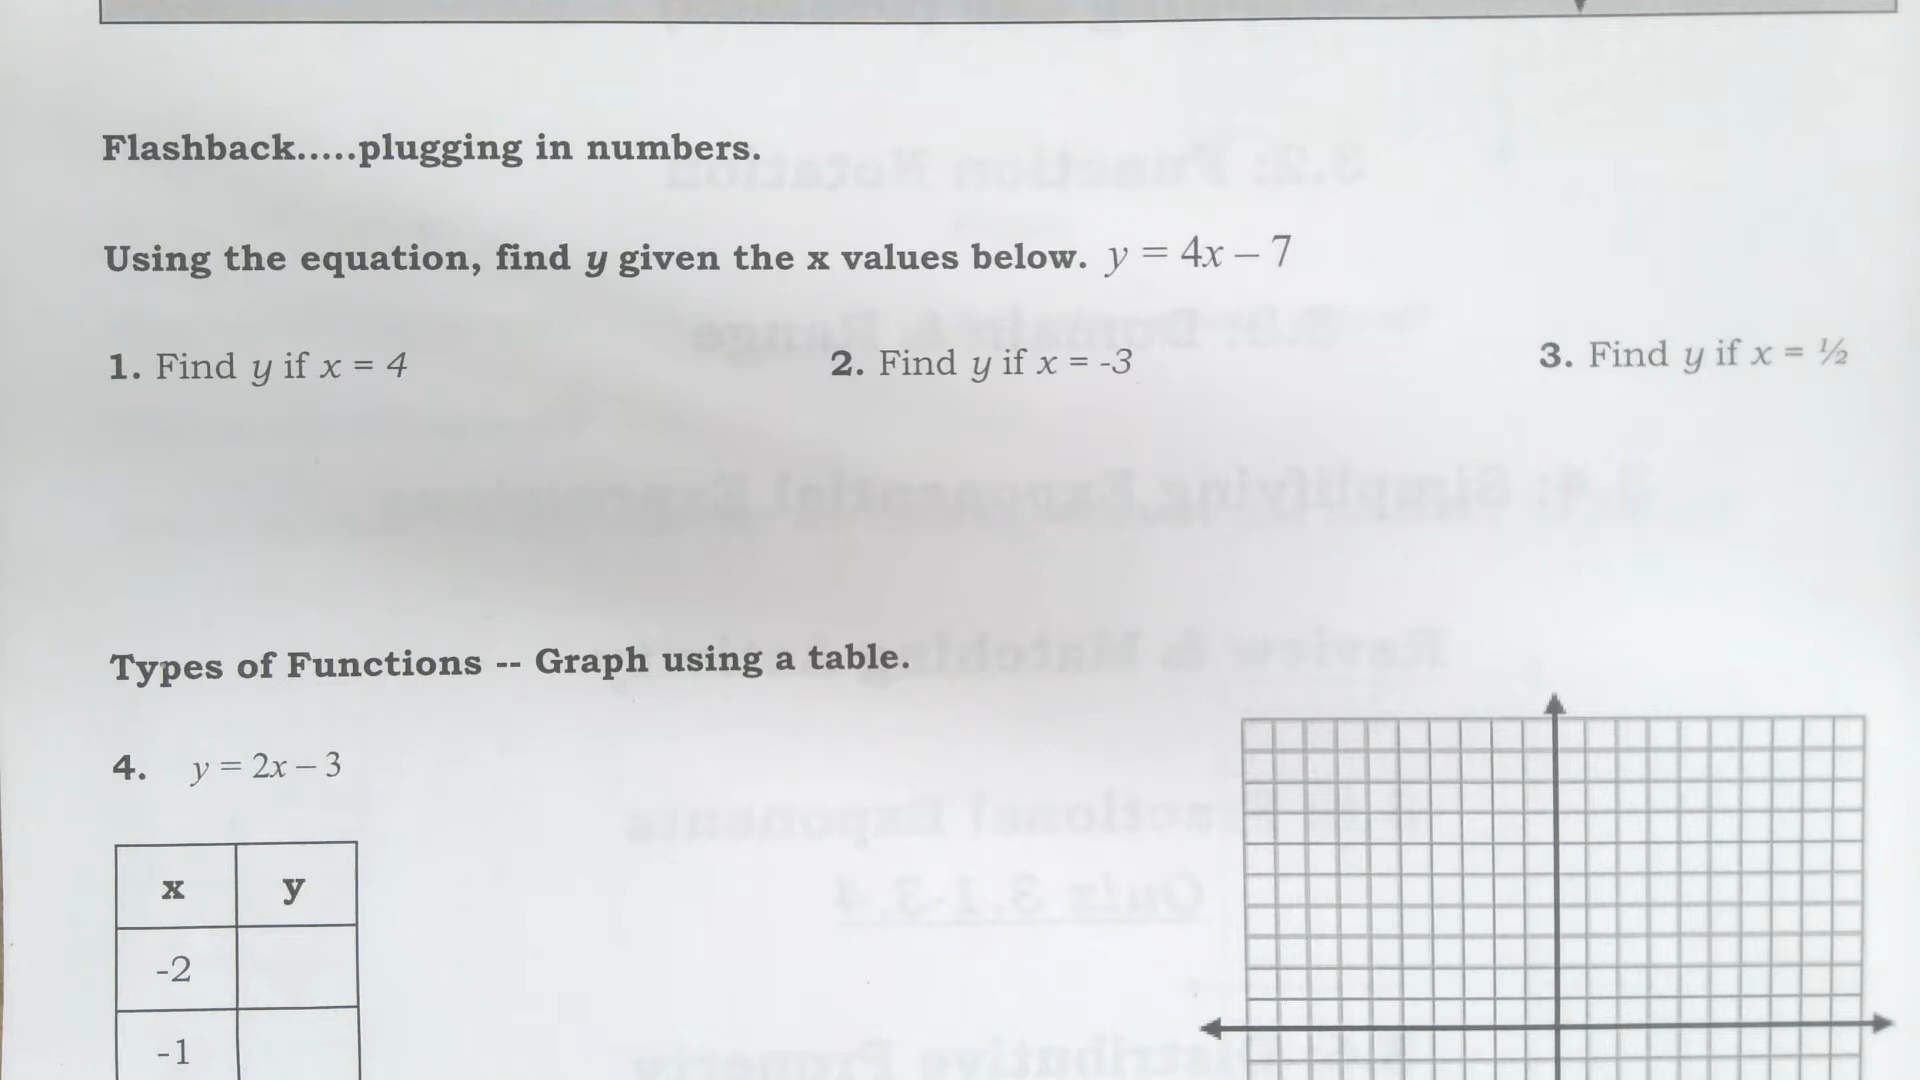 Flashback.....plugging in numbers.
Using the equation, find y given the x values below. y = 4x – 7
1. Find y if x = 4
2. Find y if x = -3
3. Find y if x = ½
Types of Functions -- Graph using a table.
4. y = 2x – 3
x y
-2
-1